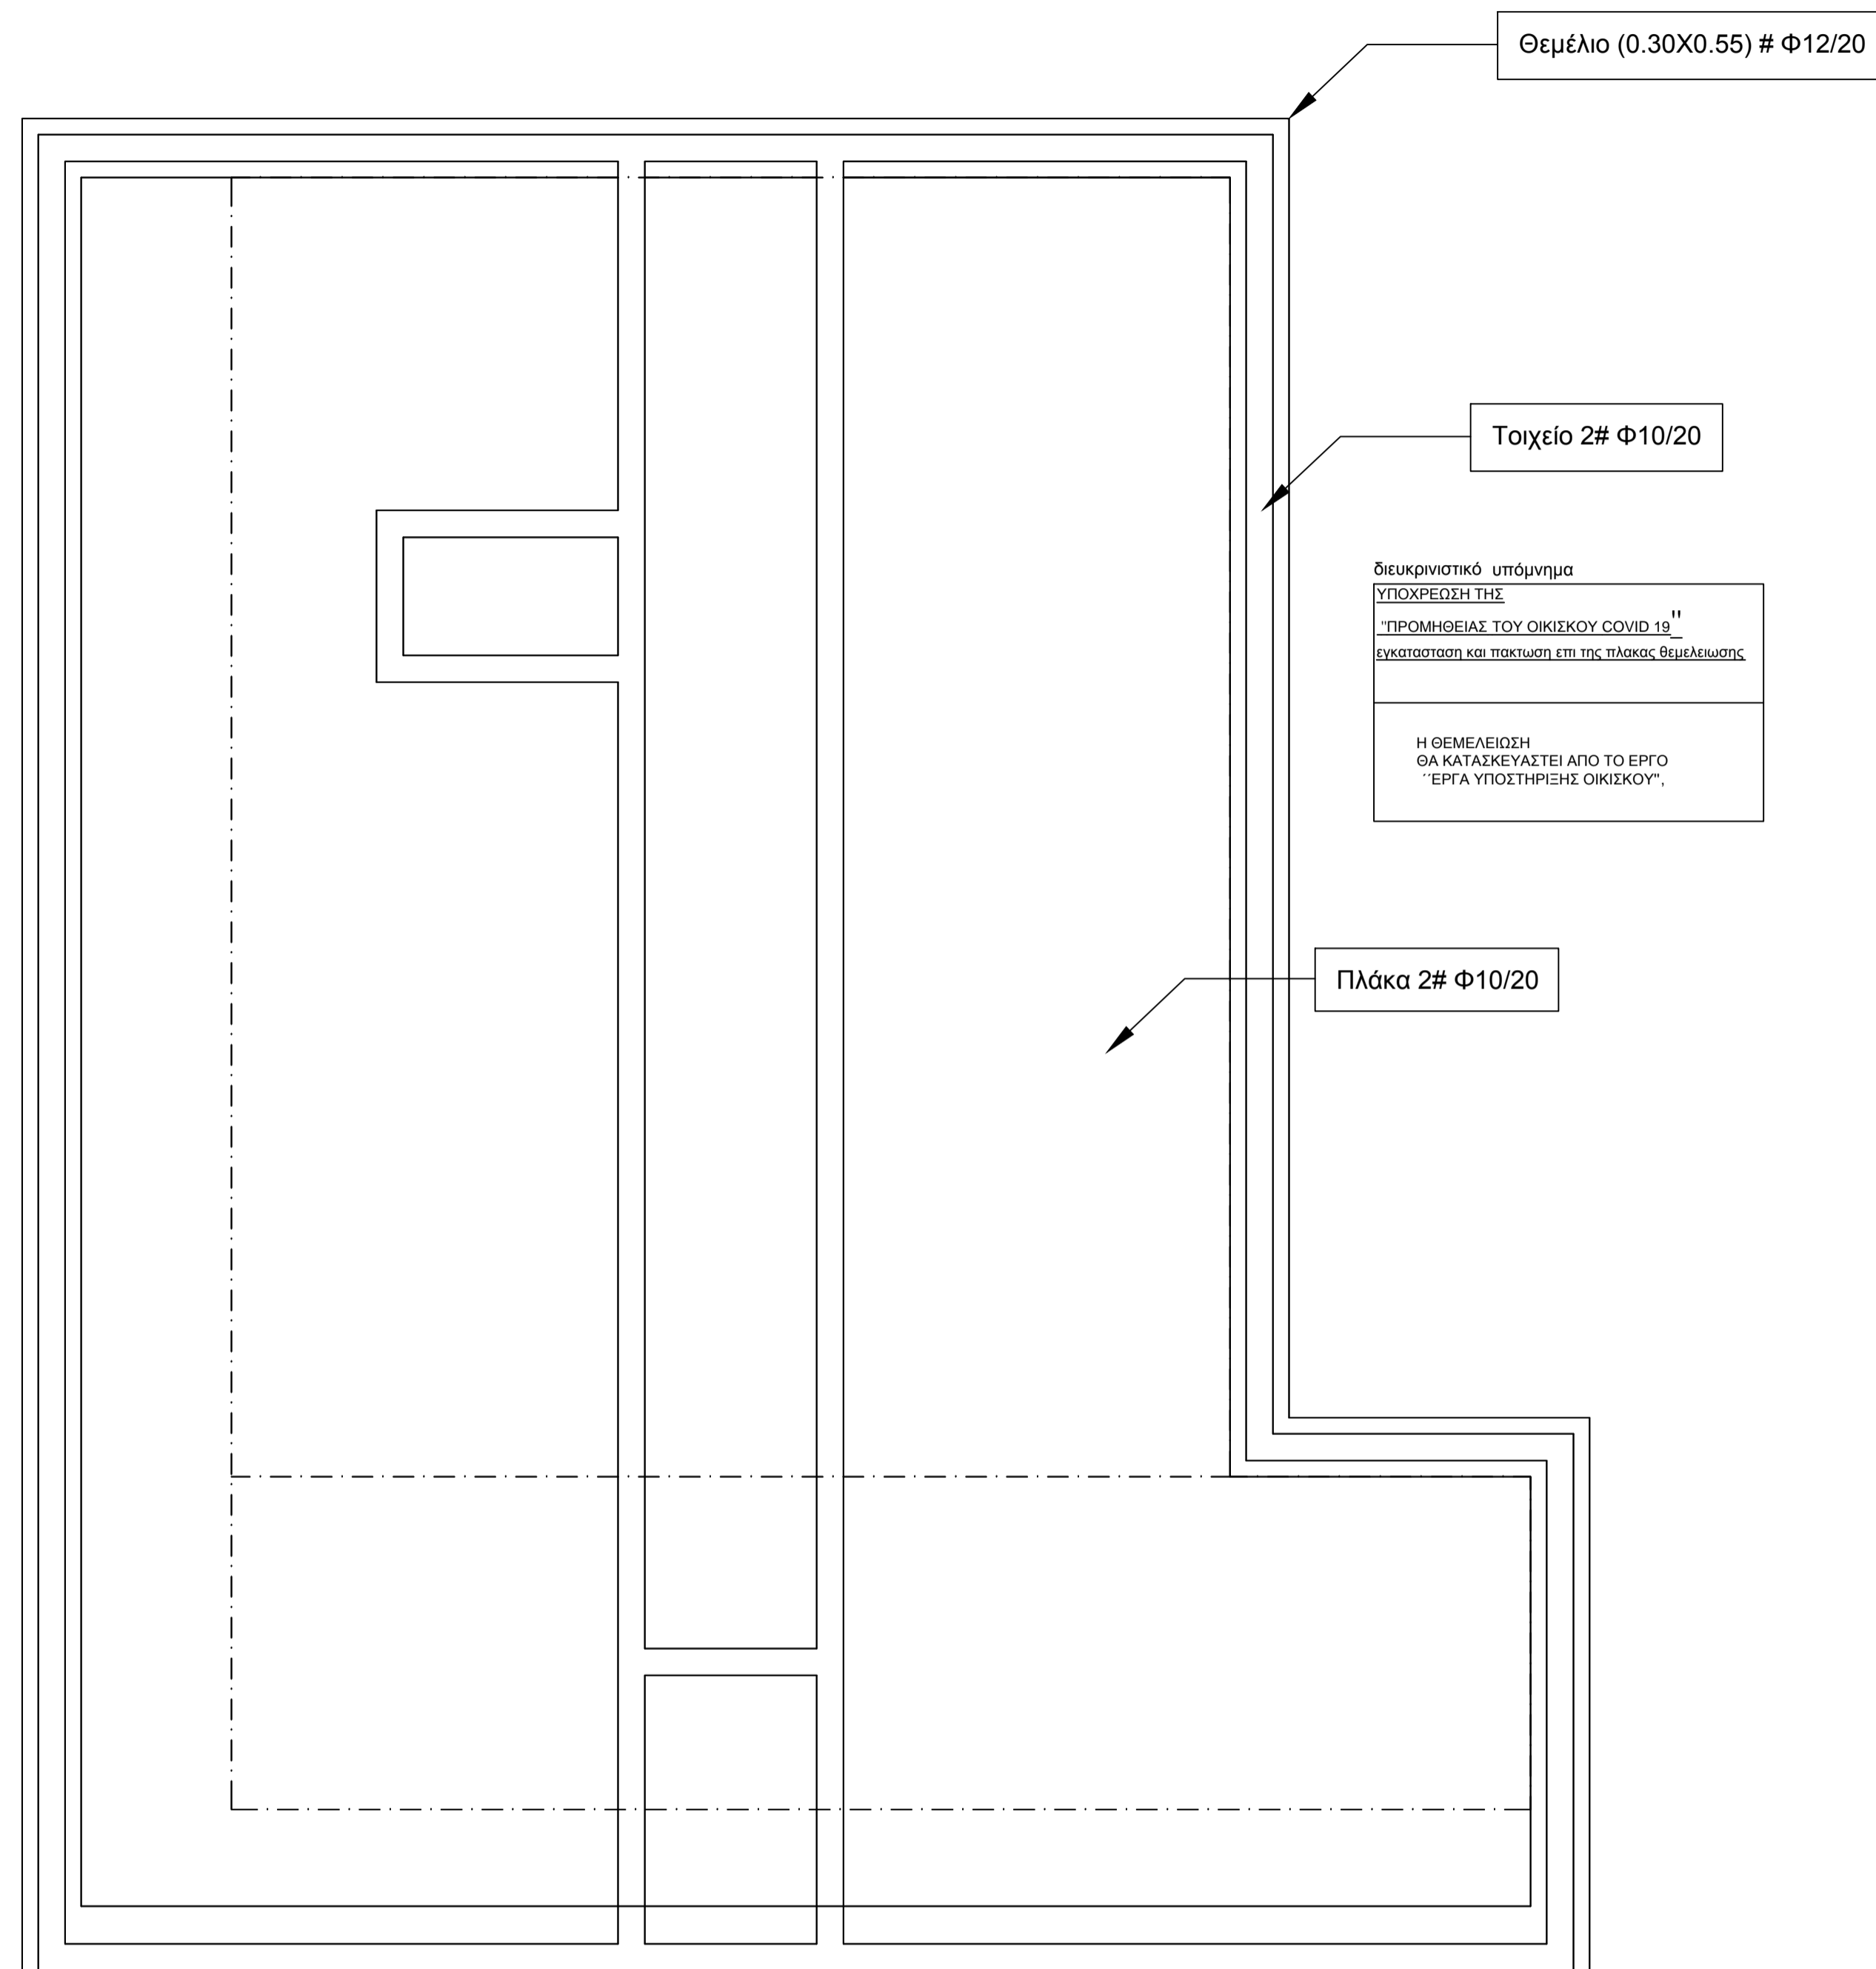 Θεμέλιο (0.30X0.55) # Φ12/20
Τοιχείο 2# Φ10/20
διευκρινιστικό υπόμνημα
ΥΠΟΧΡΕΩΣΗ ΤΗΣ
"ΠΡΟΜΗΘΕΙΑΣ ΤΟΥ ΟΙΚΙΣΚΟΥ COVID 19"
εγκατασταση και πακτωση επι της πλακας θεμελειωσης
Η ΘΕΜΕΛΕΙΩΣΗ
ΘΑ ΚΑΤΑΣΚΕΥΑΣΤΕΙ ΑΠΟ ΤΟ ΕΡΓΟ
΄΄ΕΡΓΑ ΥΠΟΣΤΗΡΙΞΗΣ ΟΙΚΙΣΚΟΥ",
Πλάκα 2# Φ10/20